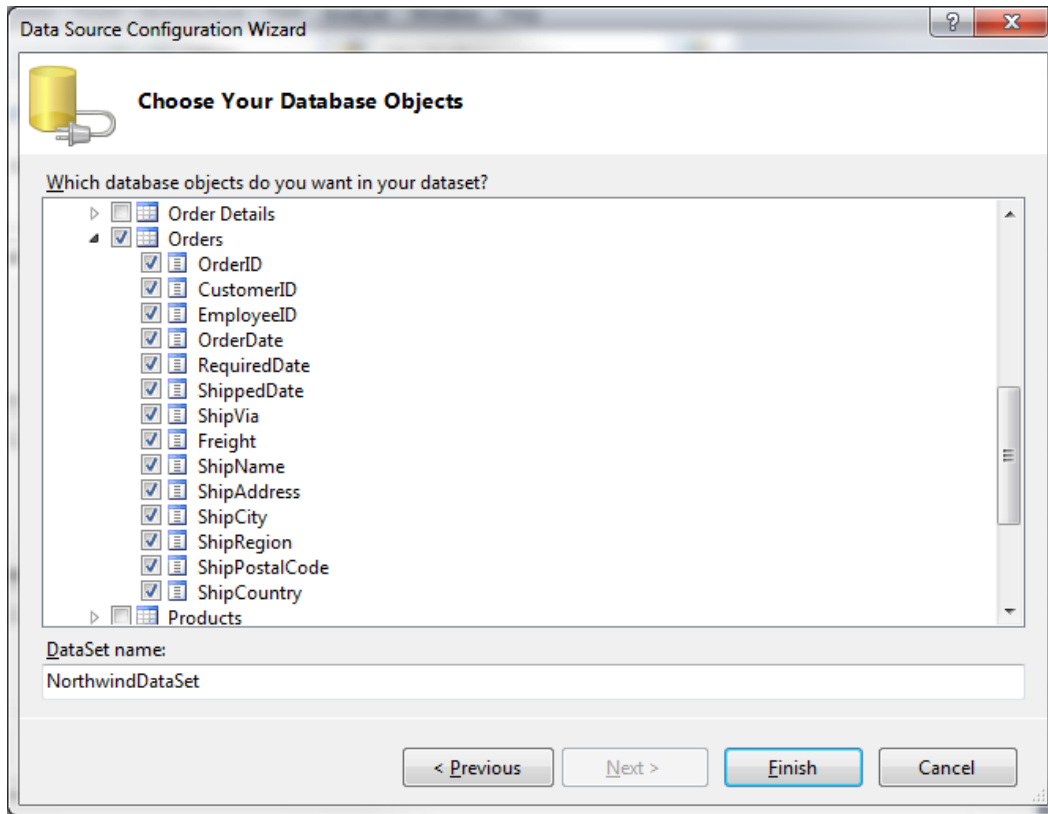 Data Source Configuration Wizard
Choose Your Database Objects
Which database objects do you want in your dataset?
Order Details
Orders
OrderID
CustomerID
EmployeeID
OrderDate
RequiredDate
ShippedDate
ShipVia
Freight
ShipName
ShipAddress
ShipCity
ShipRegion
ShipPostalCode
ShipCountry
Products
DataSet name:
NorthwindDataSet
< Previous Next > Finish Cancel